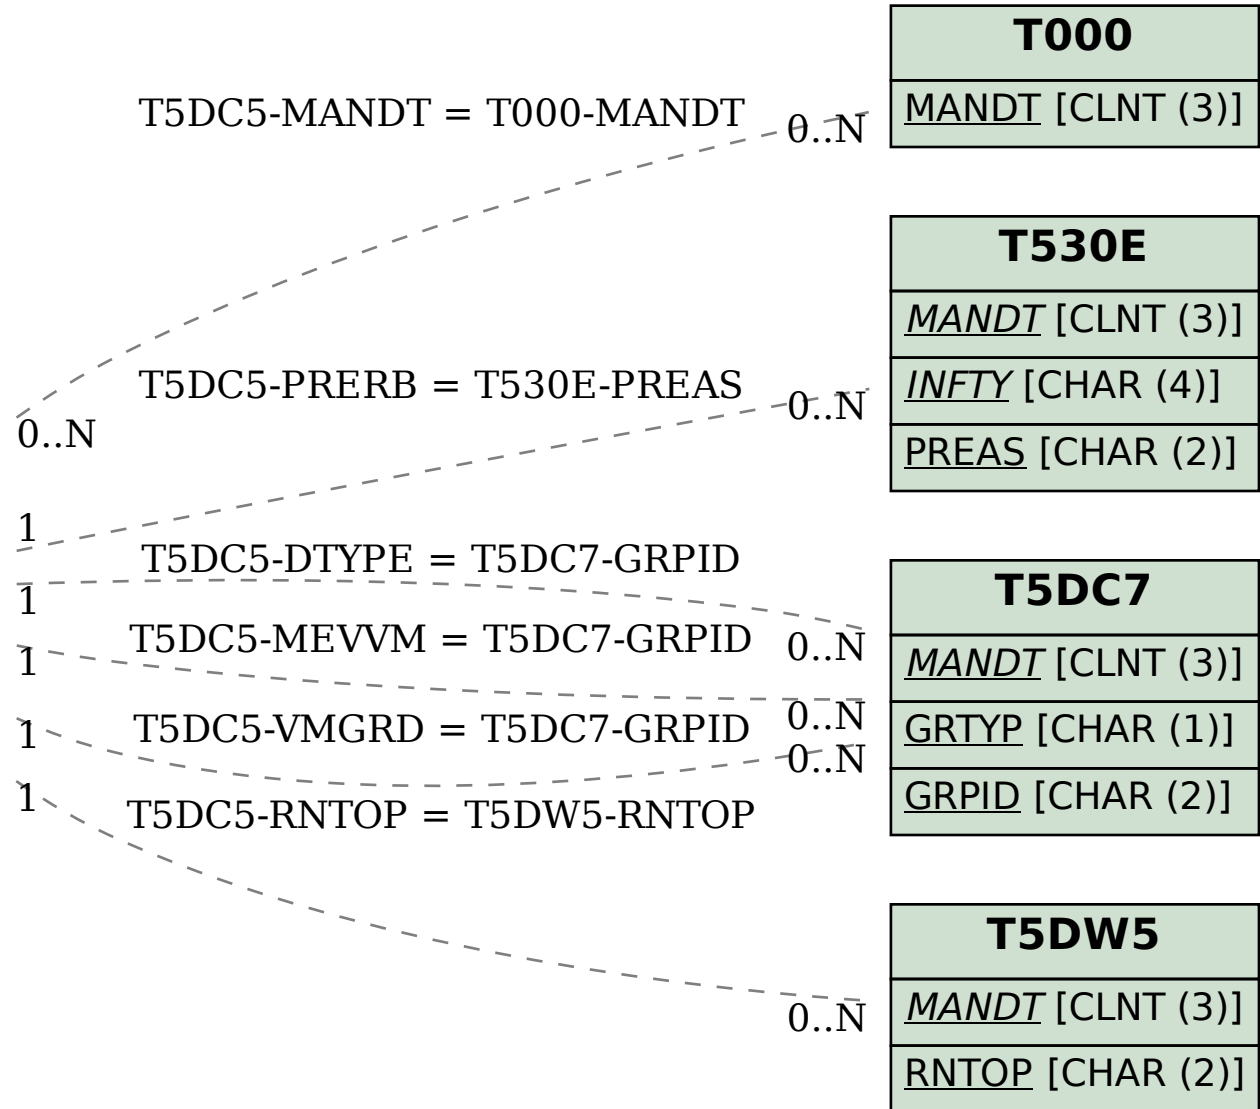 T000
T5DC5-MANDT = T000-MANDT
0..N
MANDT [CLNT (3)]
T530E
MANDT [CLNT (3)]
T5DC5-PRERB = T530E-PREAS
0..N
INFTY [CHAR (4)]
0..N
PREAS [CHAR (2)]
1
T5DC5-DTYPE = T5DC7-GRPID
T5DC7
1
T5DC5-MEVVM = T5DC7-GRPID
0..N
MANDT [CLNT (3)]
1
0..N
T5DC5-VMGRD = T5DC7-GRPID
GRTYP [CHAR (1)]
1
0..N
GRPID [CHAR (2)]
1
T5DC5-RNTOP = T5DW5-RNTOP
T5DW5
MANDT [CLNT (3)]
0..N
RNTOP [CHAR (2)]